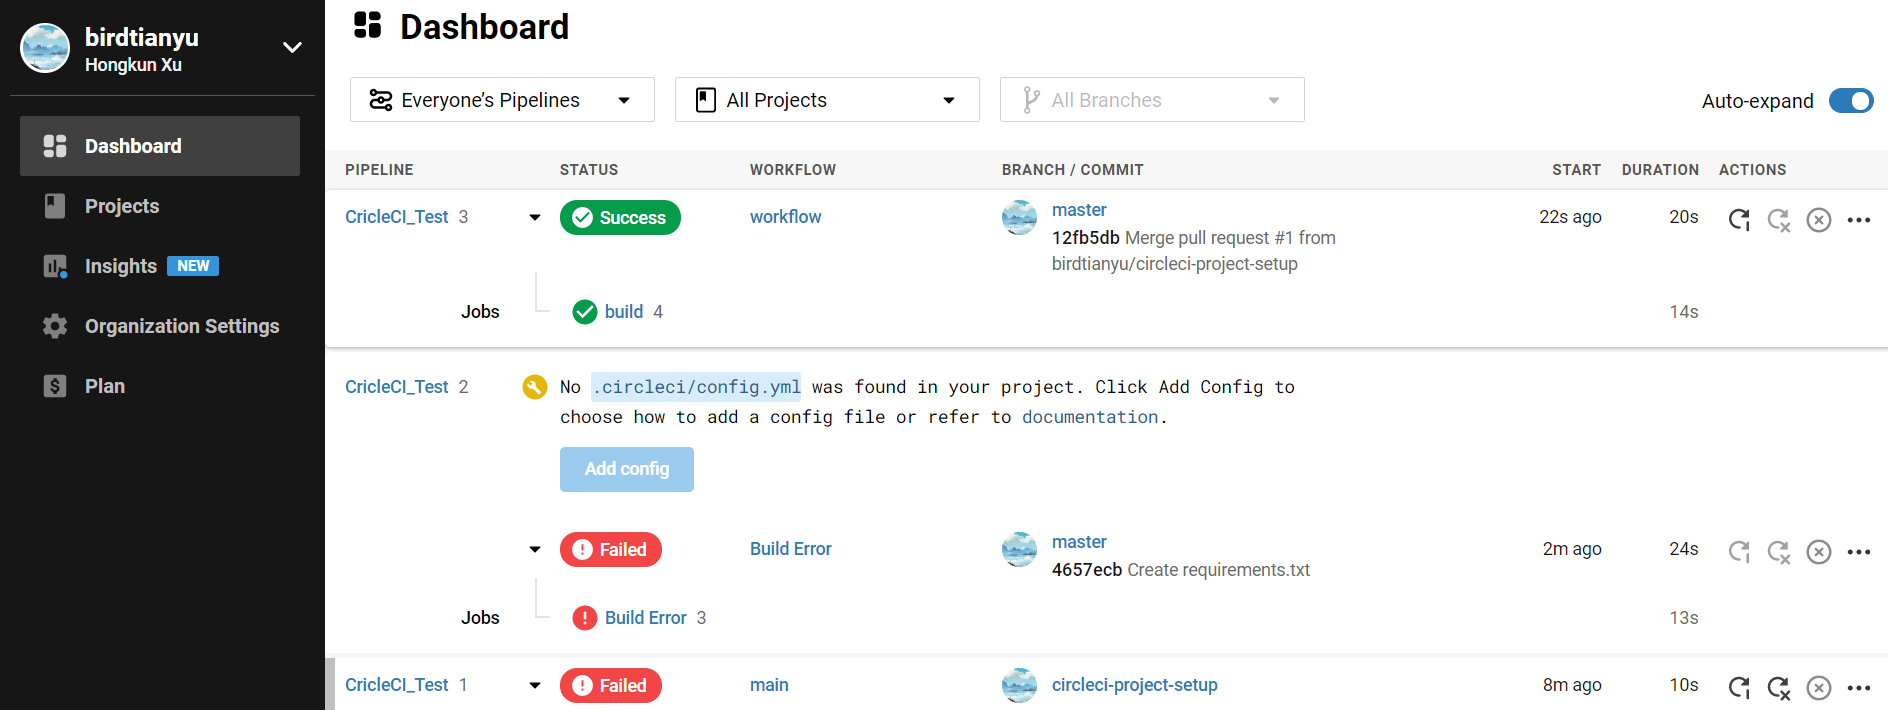 birdtianyu
Hongkun Xu
Dashboard
Projects
Insights NEW
Organization Settings
Plan
Dashboard
Everyone's Pipelines
All Projects
All Branches
Auto-expand
PIPELINE STATUS WORKFLOW BRANCH / COMMIT START DURATION ACTIONS
CricleCI_Test 3 Success workflow master 22s ago 20s
12fb5db Merge pull request #1 from
birdtianyu/circleci-project-setup
Jobs build 4 14s
CricleCI_Test 2 No .circleci/config.yml was found in your project. Click Add Config to
choose how to add a config file or refer to documentation.
Add config
Failed Build Error master 2m ago 24s
4657ecb Create requirements.txt
Jobs Build Error 3 13s
CricleCI_Test 1 Failed main circleci-project-setup 8m ago 10s